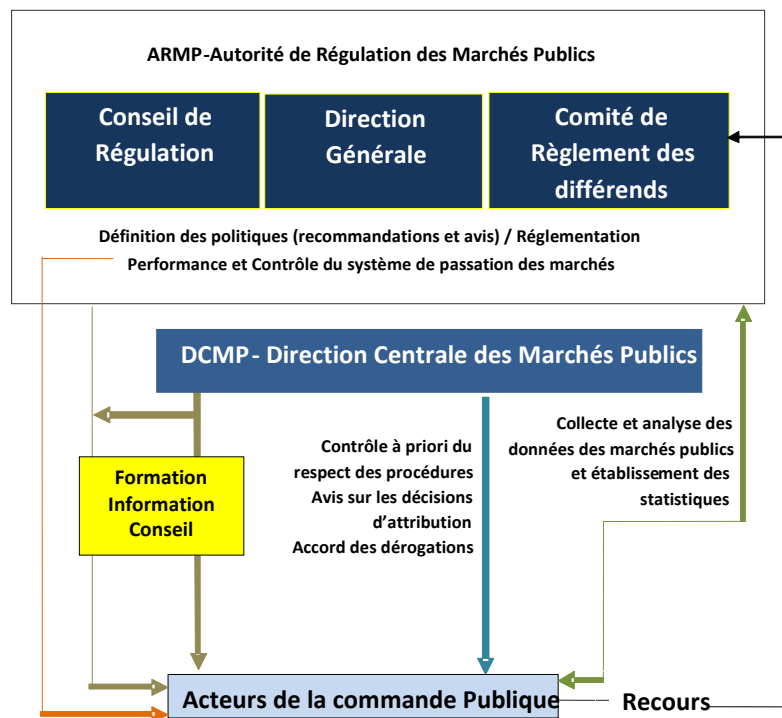 ARMP-Autorité de Régulation des Marchés Publics
Conseil de
Régulation
Direction
Générale
Comité de
Règlement des
différends
Définition des politiques (recommandations et avis) / Réglementation
Performance et Contrôle du système de passation des marchés
DCMP- Direction Centrale des Marchés Publics
Formation
Information
Conseil
Contrôle à priori du
respect des procédures
Avis sur les décisions
d’attribution
Accord des dérogations
Collecte et analyse des
données des marchés publics
et établissement des
statistiques
Acteurs de la commande Publique
Recours